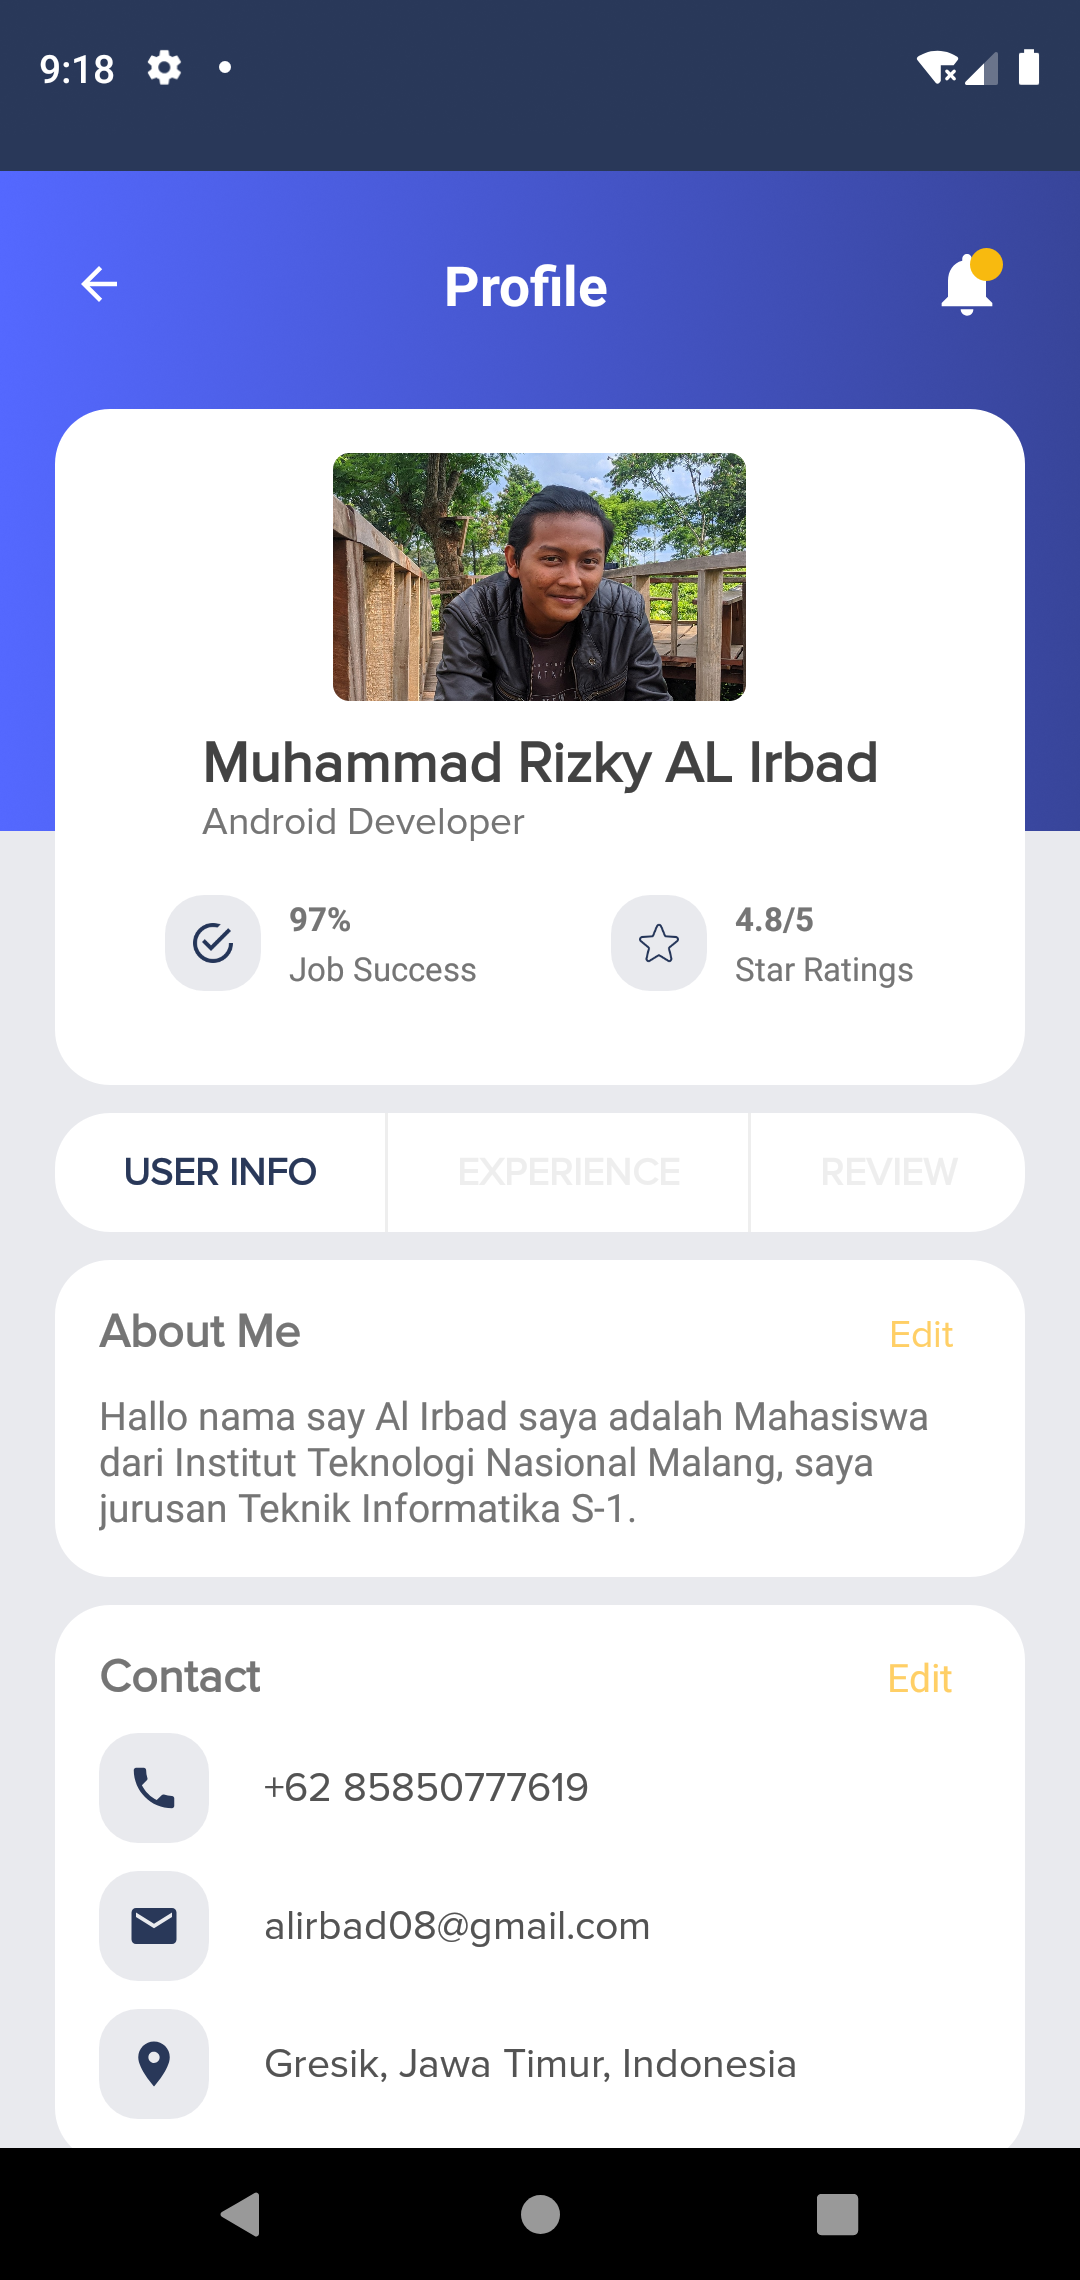 9:18
Profile
Muhammad Rizky AL Irbad
Android Developer
97%
Job Success
4.8/5
Star Ratings
USER INFO
EXPERIENCE
REVIEW
About Me
Edit
Hallo nama say Al Irbad saya adalah Mahasiswa
dari Institut Teknologi Nasional Malang, saya
jurusan Teknik Informatika S-1.
Contact
Edit
+62 85850777619
alirbad08@gmail.com
Gresik, Jawa Timur, Indonesia